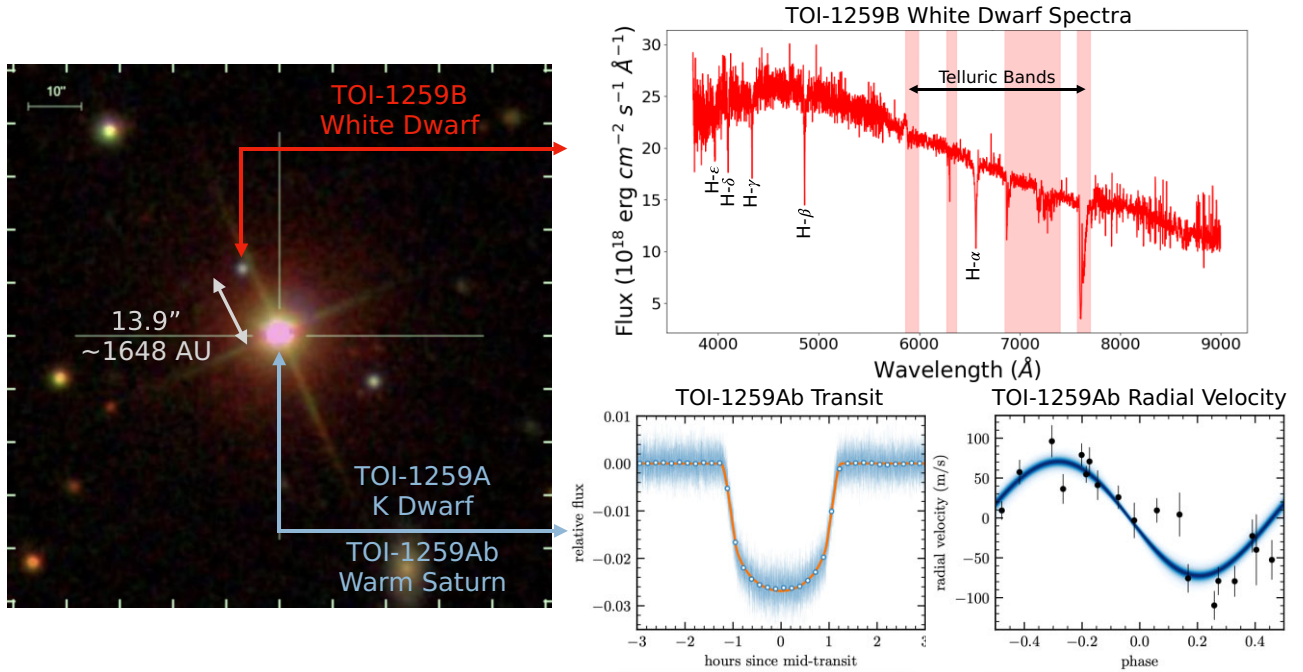 10"
TOI-1259B
White Dwarf
13.9”
~1648 AU
TOI-1259A
K Dwarf
TOI-1259Ab
Warm Saturn
TOI-1259B White Dwarf Spectra
Flux (10¹⁸ erg cm⁻² s⁻¹ Å⁻¹)
30
25
20
15
10
5
Telluric Bands
H-ε
H-δ
H-γ
H-β
H-α
4000 5000 6000 7000 8000 9000
Wavelength (Å)
TOI-1259Ab Transit
relative flux
0.01
0.00
−0.01
−0.02
−0.03
−3 −2 −1 0 1 2 3
hours since mid-transit
TOI-1259Ab Radial Velocity
radial velocity (m/s)
100
50
0
−50
−100
−0.4 −0.2 0.0 0.2 0.4
phase